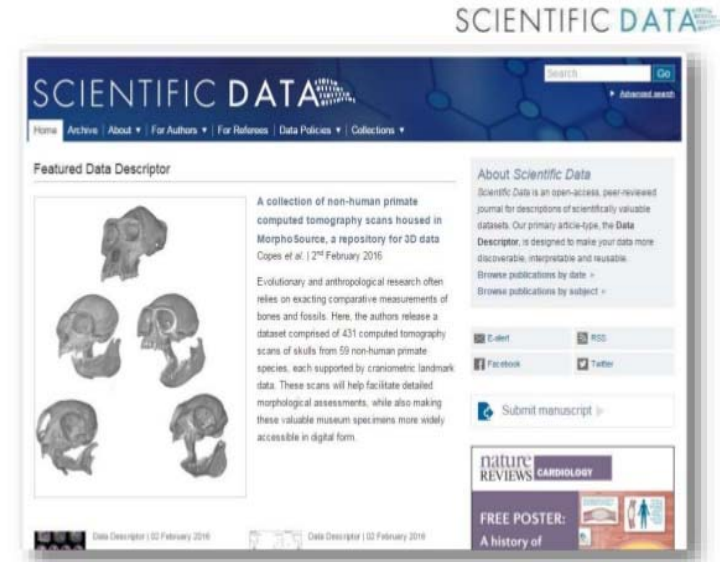 SCIENTIFIC DATA
SCIENTIFIC DATA
Search Go
Advanced search
Home Archive About ▼ For Authors ▼ For Referees Data Policies ▼ Collections ▼
Featured Data Descriptor
A collection of non-human primate
computed tomography scans housed in
MorphoSource, a repository for 3D data
Copes et al. | 2nd February 2016
Evolutionary and anthropological research often
relies on exacting comparative measurements of
bones and fossils. Here, the authors release a
dataset comprised of 431 computed tomography
scans of skulls from 59 non-human primate
species, each supported by craniometric landmark
data. These scans will help facilitate detailed
morphological assessments, while also making
these valuable museum specimens more widely
accessible in digital form.
About Scientific Data
Scientific Data is an open-access, peer-reviewed
journal for descriptions of scientifically valuable
datasets. Our primary article-type, the Data
Descriptor, is designed to make your data more
discoverable, interpretable and reusable.
Browse publications by date »
Browse publications by subject »
E-alert RSS
Facebook Twitter
Submit manuscript
nature
REVIEWS CARDIOLOGY
FREE POSTER:
A history of
Data Descriptor | 02 February 2016
Data Descriptor | 02 February 2016